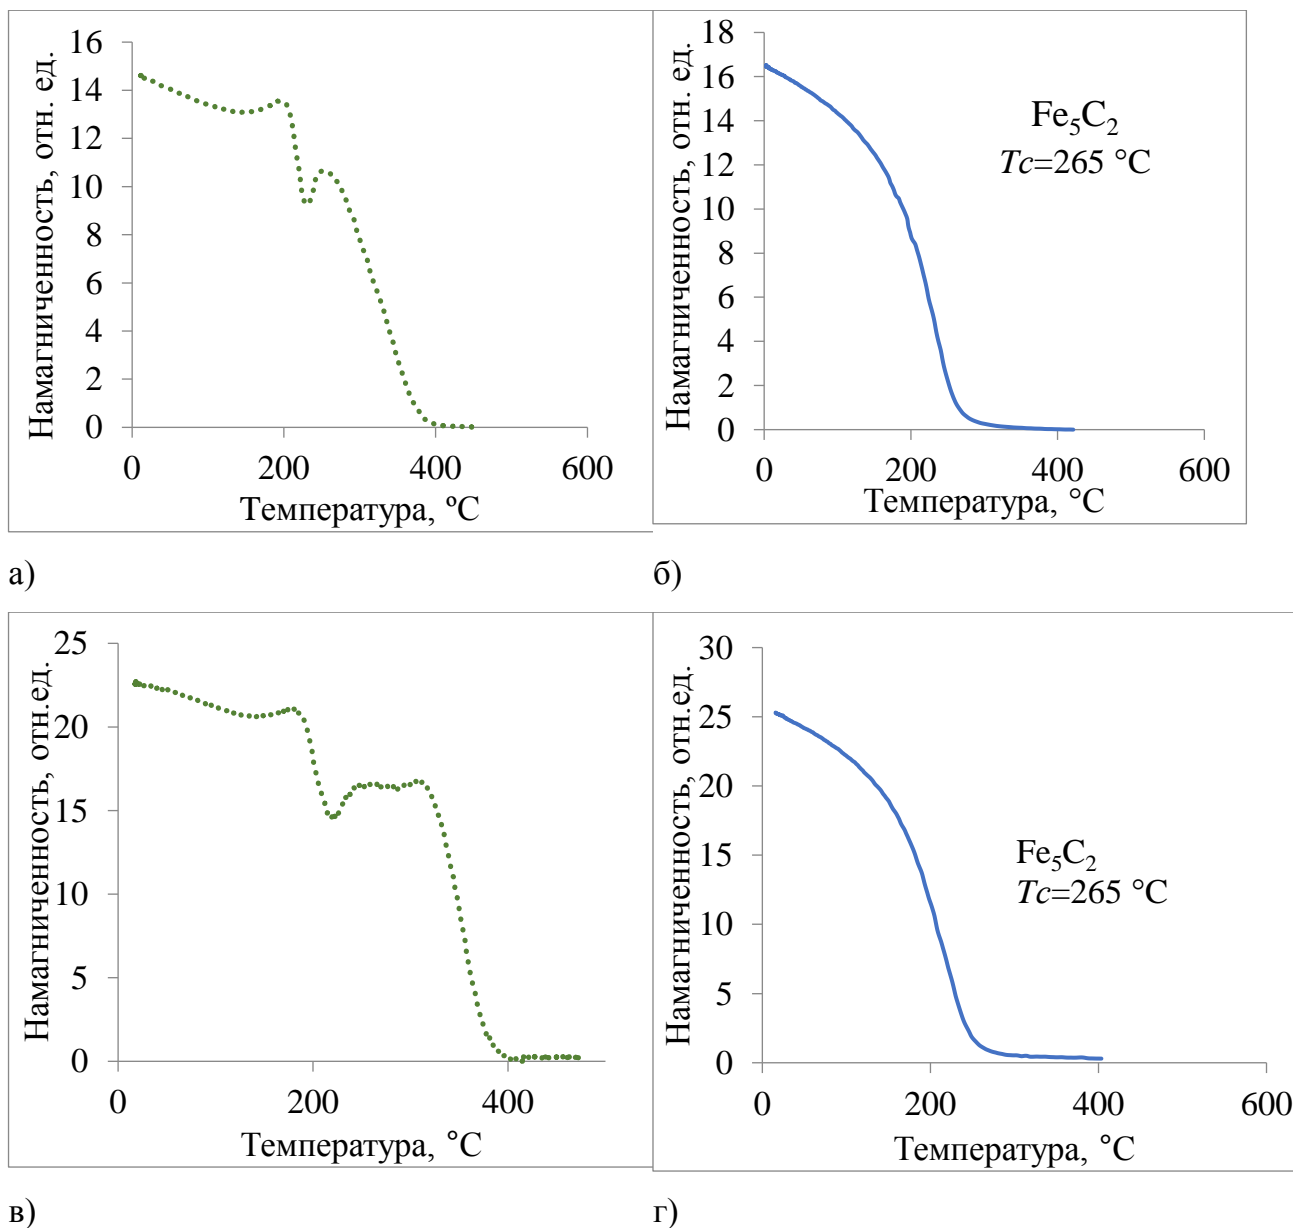 Намагниченность, отн. ед.
16
14
12
10
8
6
4
2
0
0 200 400 600
Температура, ºC
Намагниченность, отн. ед.
18
16
14
12
10
8
6
4
2
0
Fe₅C₂
Tc=265 °C
0 200 400 600
Температура, °C
а) б)
Намагниченность, отн.ед.
25
20
15
10
5
0
0 200 400
Температура, °C
Намагниченность, отн.ед.
30
25
20
15
10
5
0
Fe₅C₂
Tc=265 °C
0 200 400 600
Температура, °C
в) г)